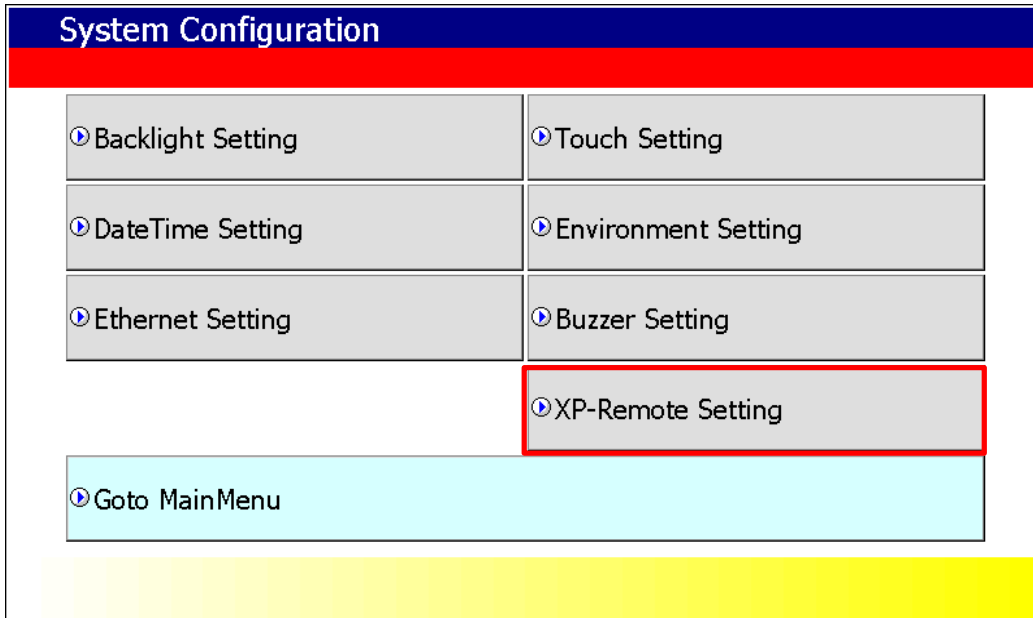 System Configuration
Backlight Setting
Touch Setting
DateTime Setting
Environment Setting
Ethernet Setting
Buzzer Setting
XP-Remote Setting
Goto MainMenu